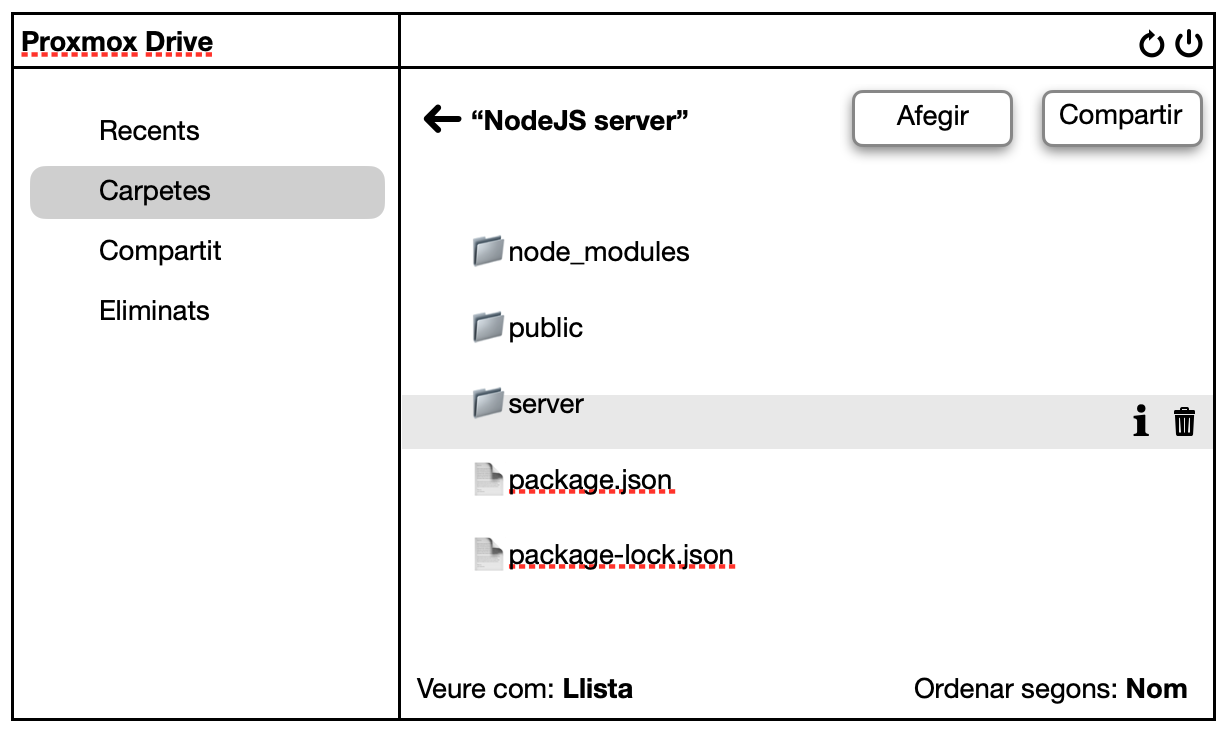 Proxmox Drive
Recents
Carpetes
Compartit
Eliminats
“NodeJS server”
Afegir
Compartir
node_modules
public
server
package.json
package-lock.json
Veure com: Llista
Ordenar segons: Nom